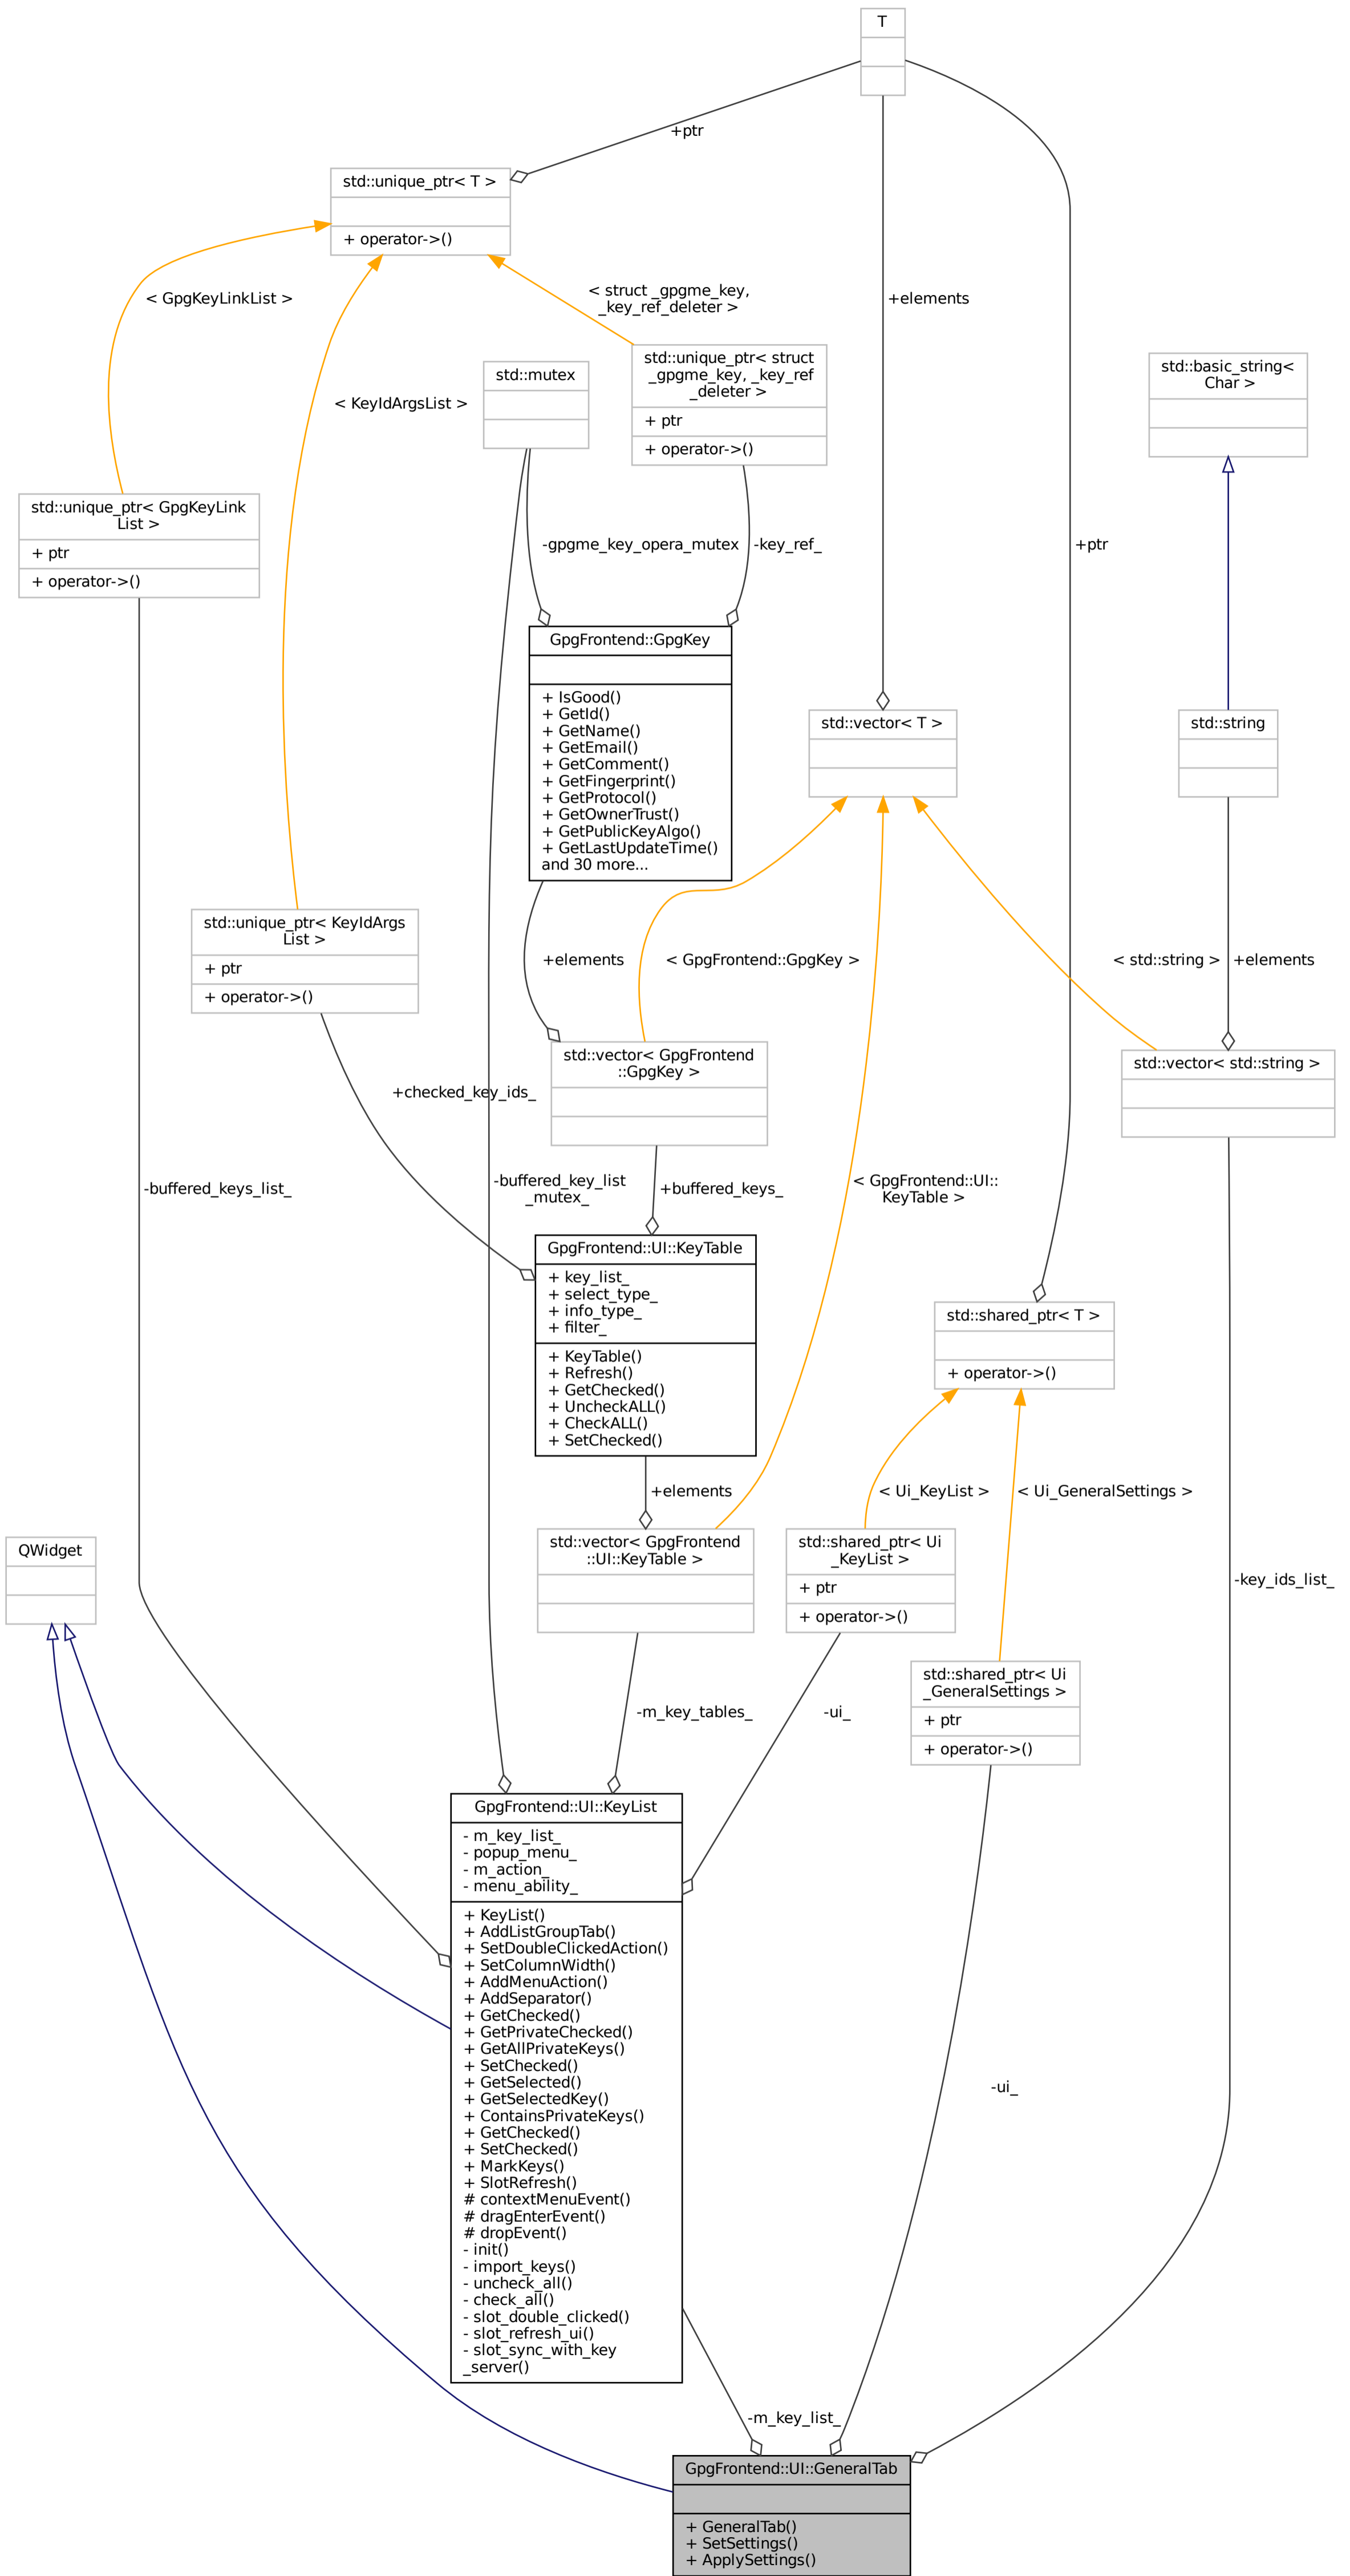 T
+ptr
std::unique_ptr< T >
+ operator->()
< GpgKeyLinkList >
< struct _gpgme_key,
_key_ref_deleter >
+elements
std::unique_ptr< struct
_gpgme_key, _key_ref
_deleter >
+ ptr
+ operator->()
std::basic_string<
Char >
std::mutex
< KeyIdArgsList >
std::unique_ptr< GpgKeyLink
List >
+ ptr
+ operator->()
-gpgme_key_opera_mutex
-key_ref_
+ptr
GpgFrontend::GpgKey
+ IsGood()
+ GetId()
+ GetName()
+ GetEmail()
+ GetComment()
+ GetFingerprint()
+ GetProtocol()
+ GetOwnerTrust()
+ GetPublicKeyAlgo()
+ GetLastUpdateTime()
and 30 more...
std::vector< T >
std::string
std::unique_ptr< KeyIdArgs
List >
+ ptr
+ operator->()
+elements
< GpgFrontend::GpgKey >
< std::string >
+elements
std::vector< GpgFrontend
::GpgKey >
std::vector< std::string >
+checked_key_ids_
-buffered_keys_list_
-buffered_key_list
_mutex_
+buffered_keys_
< GpgFrontend::UI::
KeyTable >
GpgFrontend::UI::KeyTable
+ key_list_
+ select_type_
+ info_type_
+ filter_
+ KeyTable()
+ Refresh()
+ GetChecked()
+ UncheckALL()
+ CheckALL()
+ SetChecked()
std::shared_ptr< T >
+ operator->()
+elements
< Ui_KeyList >
< Ui_GeneralSettings >
QWidget
std::vector< GpgFrontend
::UI::KeyTable >
std::shared_ptr< Ui
_KeyList >
+ ptr
+ operator->()
-key_ids_list_
std::shared_ptr< Ui
_GeneralSettings >
+ ptr
+ operator->()
-m_key_tables_
-ui_
GpgFrontend::UI::KeyList
- m_key_list_
- popup_menu_
- m_action_
- menu_ability_
+ KeyList()
+ AddListGroupTab()
+ SetDoubleClickedAction()
+ SetColumnWidth()
+ AddMenuAction()
+ AddSeparator()
+ GetChecked()
+ GetPrivateChecked()
+ GetAllPrivateKeys()
+ SetChecked()
+ GetSelected()
+ GetSelectedKey()
+ ContainsPrivateKeys()
+ GetChecked()
+ SetChecked()
+ MarkKeys()
+ SlotRefresh()
# contextMenuEvent()
# dragEnterEvent()
# dropEvent()
- init()
- import_keys()
- uncheck_all()
- check_all()
- slot_double_clicked()
- slot_refresh_ui()
- slot_sync_with_key
_server()
-ui_
-m_key_list_
GpgFrontend::UI::GeneralTab
+ GeneralTab()
+ SetSettings()
+ ApplySettings()